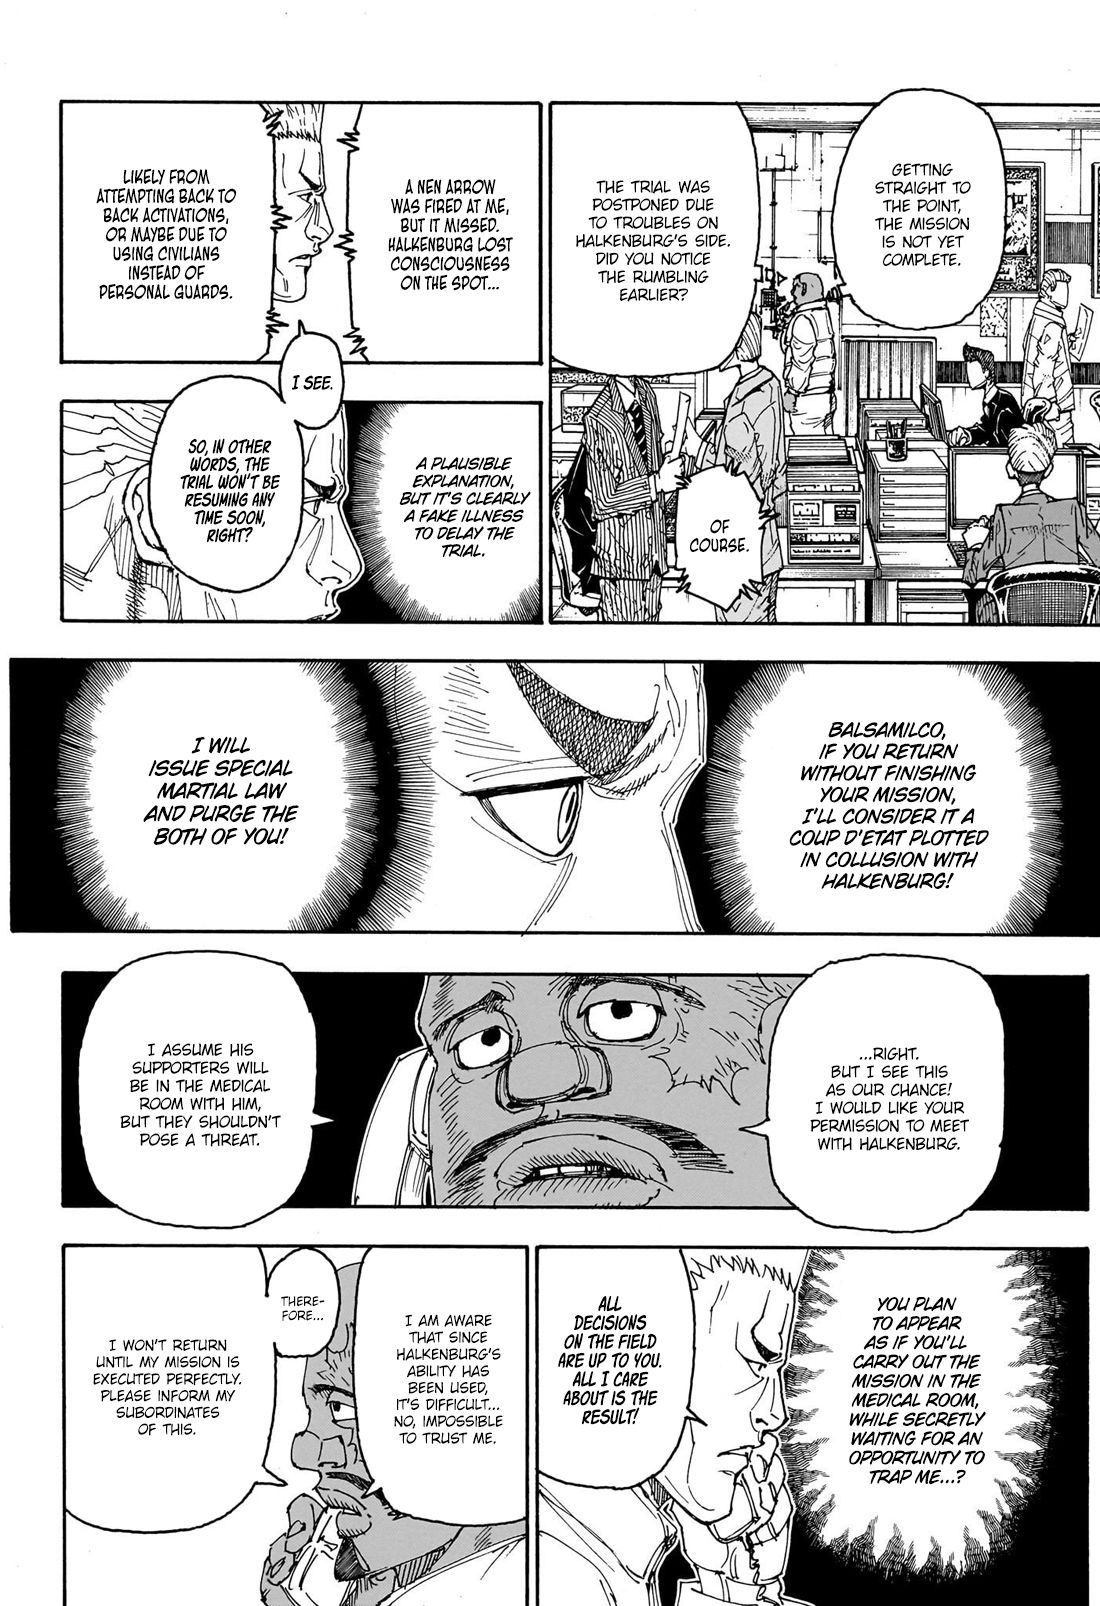 GETTING
STRAIGHT TO
THE POINT,
THE MISSION
IS NOT YET
COMPLETE.
THE TRIAL WAS
POSTPONED DUE
TO TROUBLES ON
HALKENBURG'S SIDE.
DID YOU NOTICE
THE RUMBLING
EARLIER?
OF
COURSE.
A NEN ARROW
WAS FIRED AT ME,
BUT IT MISSED.
HALKENBURG LOST
CONSCIOUSNESS
ON THE SPOT...
LIKELY FROM
ATTEMPTING BACK TO
BACK ACTIVATIONS,
OR MAYBE DUE TO
USING CIVILIANS
INSTEAD OF
PERSONAL GUARDS.
I SEE.
A PLAUSIBLE
EXPLANATION,
BUT IT'S CLEARLY
A FAKE ILLNESS
TO DELAY THE
TRIAL.
SO, IN OTHER
WORDS, THE
TRIAL WON'T BE
RESUMING ANY
TIME SOON,
RIGHT?
BALSAMILCO,
IF YOU RETURN
WITHOUT FINISHING
YOUR MISSION,
I'LL CONSIDER IT A
COUP D'ETAT PLOTTED
IN COLLUSION WITH
HALKENBURG!
I WILL
ISSUE SPECIAL
MARTIAL LAW
AND PURGE THE
BOTH OF YOU!
...RIGHT.
BUT I SEE THIS
AS OUR CHANCE!
I WOULD LIKE YOUR
PERMISSION TO MEET
WITH HALKENBURG.
I ASSUME HIS
SUPPORTERS WILL
BE IN THE MEDICAL
ROOM WITH HIM,
BUT THEY SHOULDN'T
POSE A THREAT.
YOU PLAN
TO APPEAR
AS IF YOU'LL
CARRY OUT THE
MISSION IN THE
MEDICAL ROOM,
WHILE SECRETLY
WAITING FOR AN
OPPORTUNITY TO
TRAP ME...?
ALL
DECISIONS
ON THE FIELD
ARE UP TO YOU.
ALL I CARE
ABOUT IS THE
RESULT!
I AM AWARE
THAT SINCE
HALKENBURG'S
ABILITY HAS
BEEN USED,
IT'S DIFFICULT...
NO, IMPOSSIBLE
TO TRUST ME.
THERE-
FORE...
I WON'T RETURN
UNTIL MY MISSION IS
EXECUTED PERFECTLY.
PLEASE INFORM MY
SUBORDINATES
OF THIS.